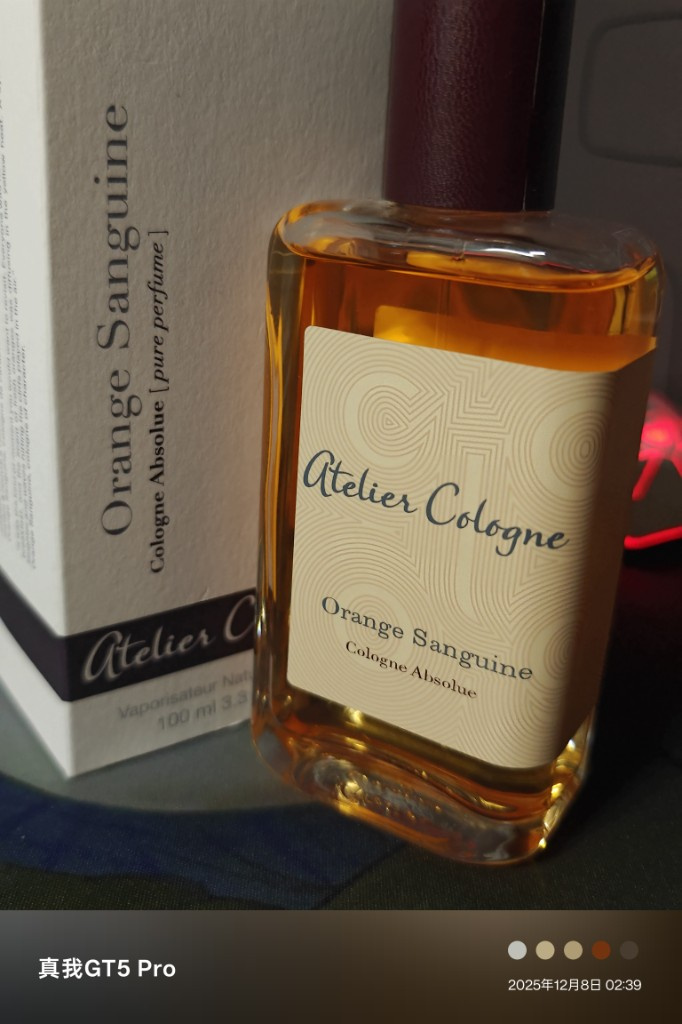 Orange Sanguine
Cologne Absolue [pure perfume]
Atelier C
Vaporisateur Natu
100 ml 3.3
Atelier Cologne
Orange Sanguine
Cologne Absolue
真我GT5 Pro
2025年12月8日 02:39